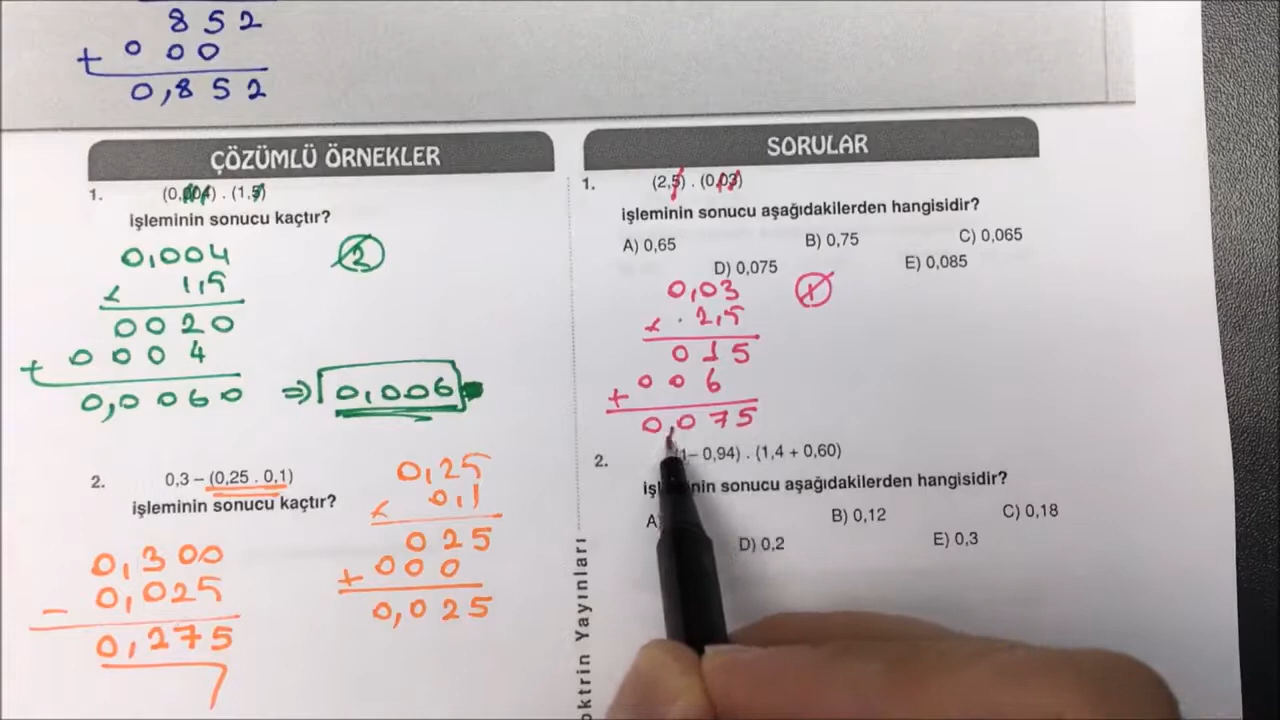 852
+ 000
0,852
ÇÖZÜMLÜ ÖRNEKLER
1. (0,004) . (1,5)
işleminin sonucu kaçtır?
0,004
x 1,5
0020
+ 0004
0,0060
2
⇒ 0,006
2. 0,3 – (0,25 . 0,1)
işleminin sonucu kaçtır?
0,25
x 0,1
025
+ 000
0,025
0,300
- 0,025
0,275
SORULAR
1. (2,5) . (0,03)
işleminin sonucu aşağıdakilerden hangisidir?
A) 0,65 B) 0,75 C) 0,065
D) 0,075 E) 0,085
0,03
x 2,5
015
+ 006
0,075
1
2. 1– 0,94) . (1,4 + 0,60)
sonucu aşağıdakilerden hangisidir?
B) 0,12 C) 0,18
D) 0,2 E) 0,3
oktrin Yayınları